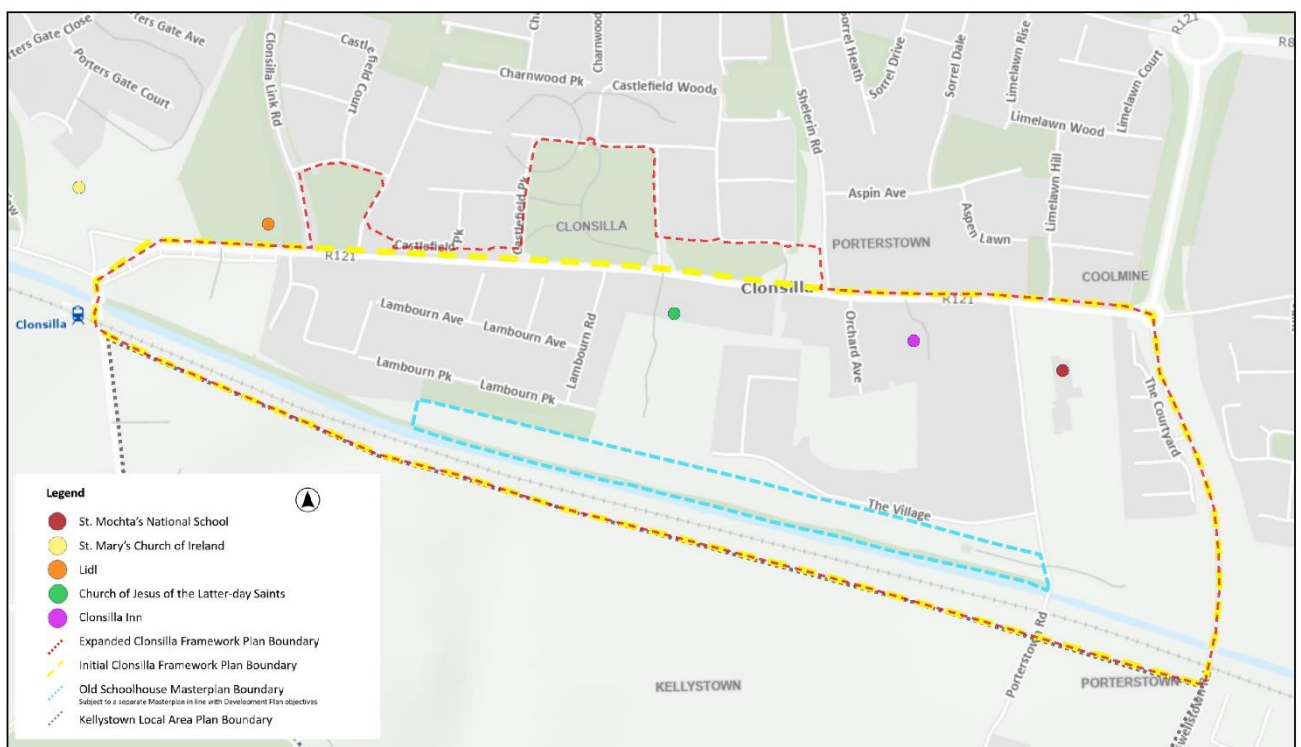 Porters Gate Close
Porters Gate Ave
Porters Gate Court
Clonsilla Link Rd
Castlefield Court
Charnwood
Charnwood Pk
Castlefield Woods
Sorrel Heath
Sorrel Drive
Sorrel Dale
Limelawn Rise
Limelawn Court
R121
Shelerin Rd
Limelawn Wood
Limelawn Hill
Aspin Ave
Aspen Lawn
Castlefield Pk
Castlefield Pk
CLONSILLA
PORTERSTOWN
COOLMINE
R121
Clonsilla
R121
Clonsilla
Lambourn Ave
Lambourn Ave
Lambourn Rd
Orchard Ave
Lambourn Pk
Lambourn Pk
The Courtyard
The Village
Porterstown Rd
KELLYSTOWN
PORTERSTOWN
Legend
St. Mochta's National School
St. Mary's Church of Ireland
Lidl
Church of Jesus of the Latter-day Saints
Clonsilla Inn
Expanded Clonsilla Framework Plan Boundary
Initial Clonsilla Framework Plan Boundary
Old Schoolhouse Masterplan Boundary
Subject to a separate Masterplan in line with Development Plan objectives
Kellystown Local Area Plan Boundary